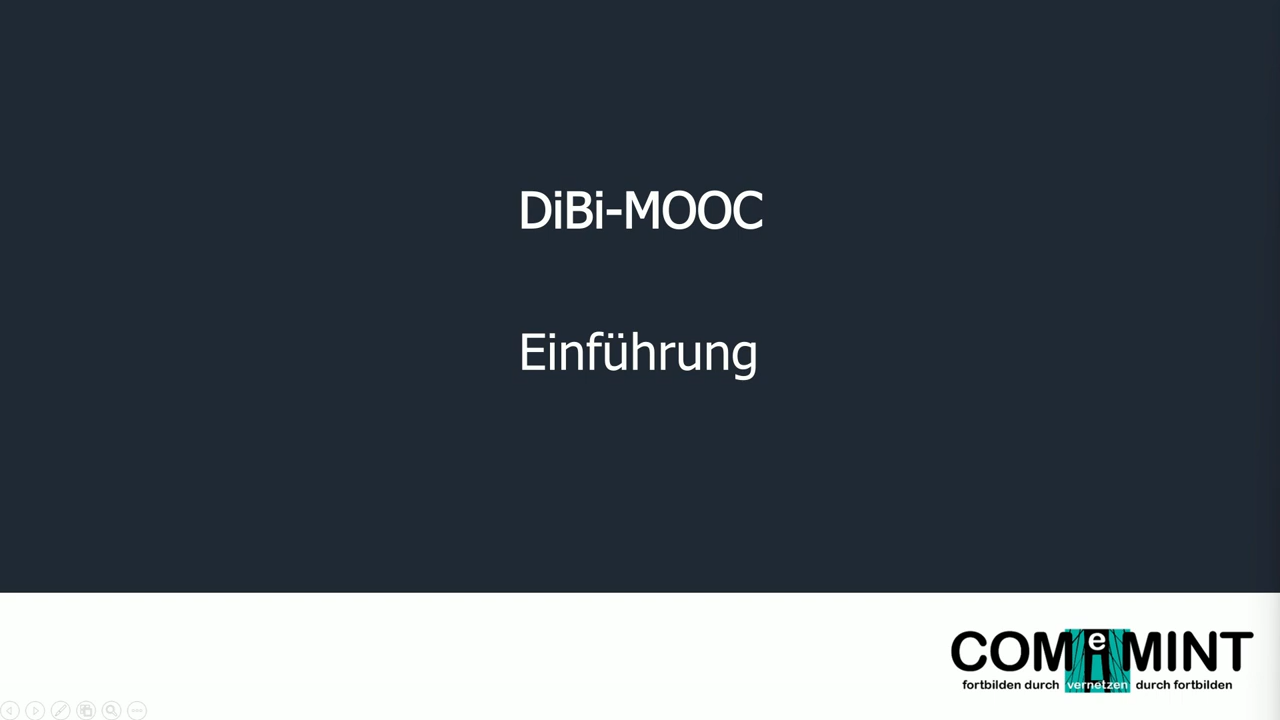 DiBi-MOOC
Einführung
COMeMINT
fortbilden durch vernetzen durch fortbilden